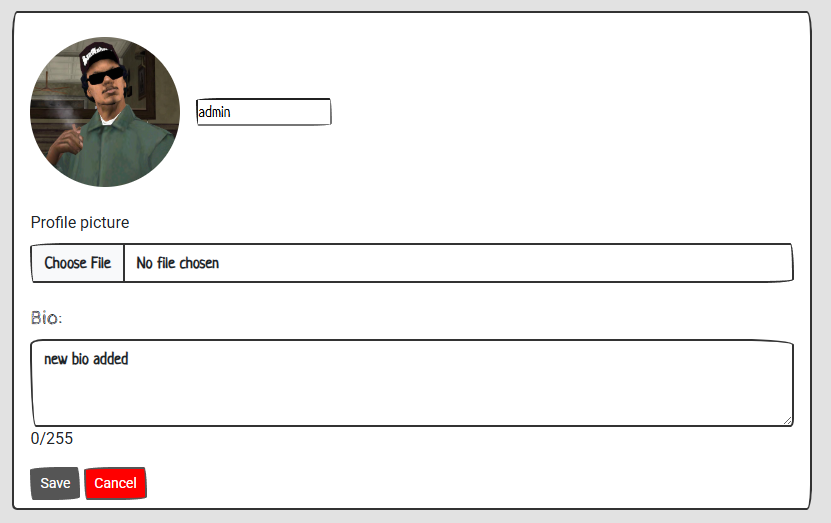 admin
Profile picture
Choose File No file chosen
Bio:
new bio added
0/255
Save Cancel